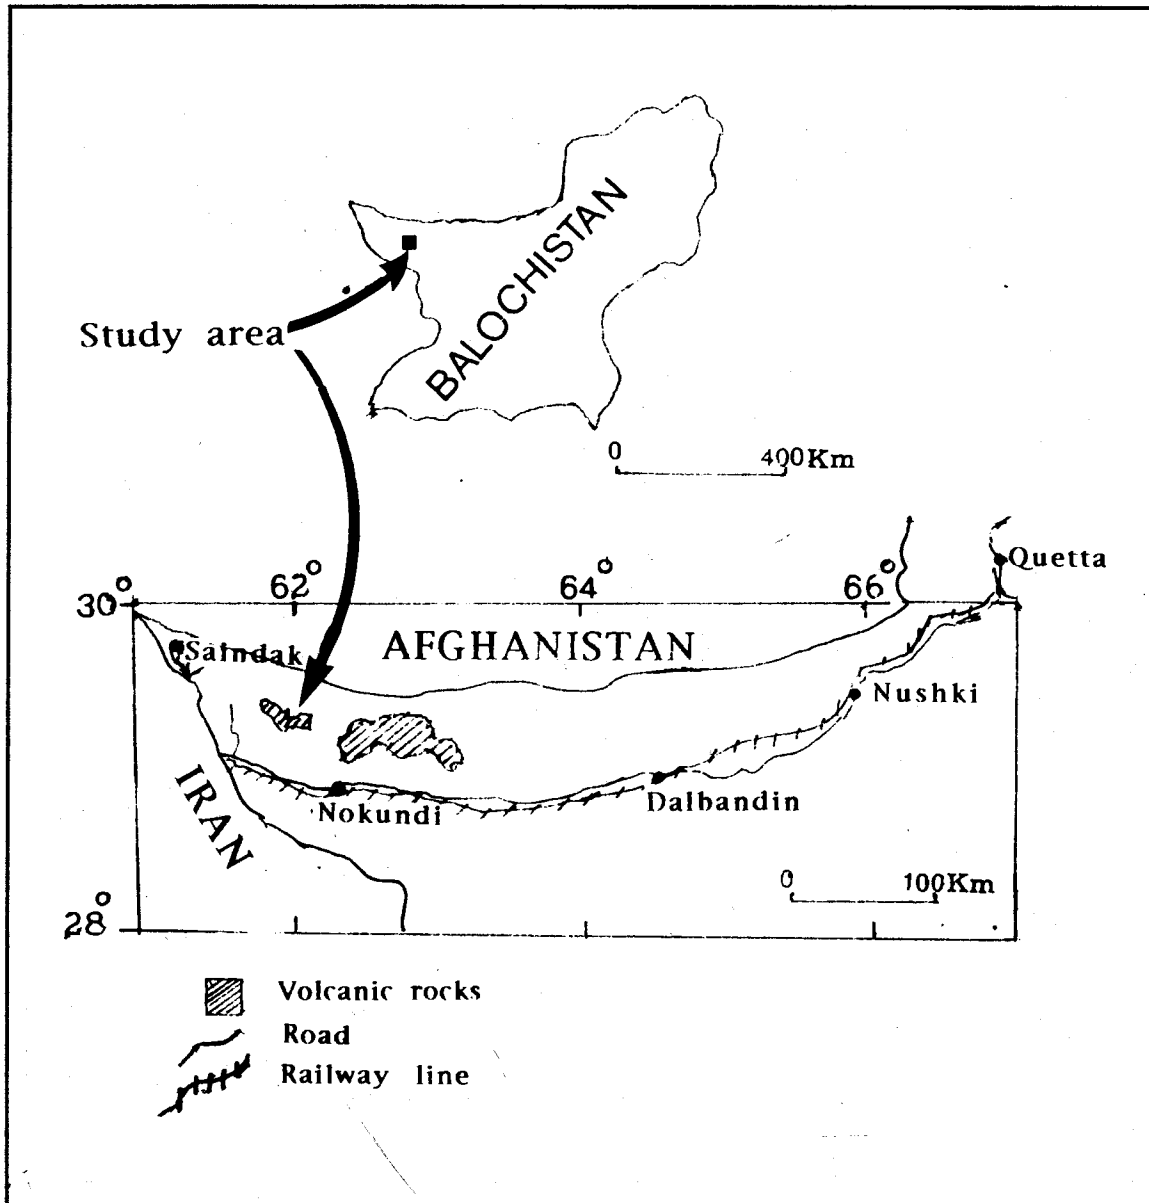 BALOCHISTAN
Study area
0 400Km
Quetta
62° 64° 66°
30°
AFGHANISTAN
Saindak
Nushki
IRAN
Nokundi
Dalbandin
0 100Km
28°
Volcanic rocks
Road
Railway line